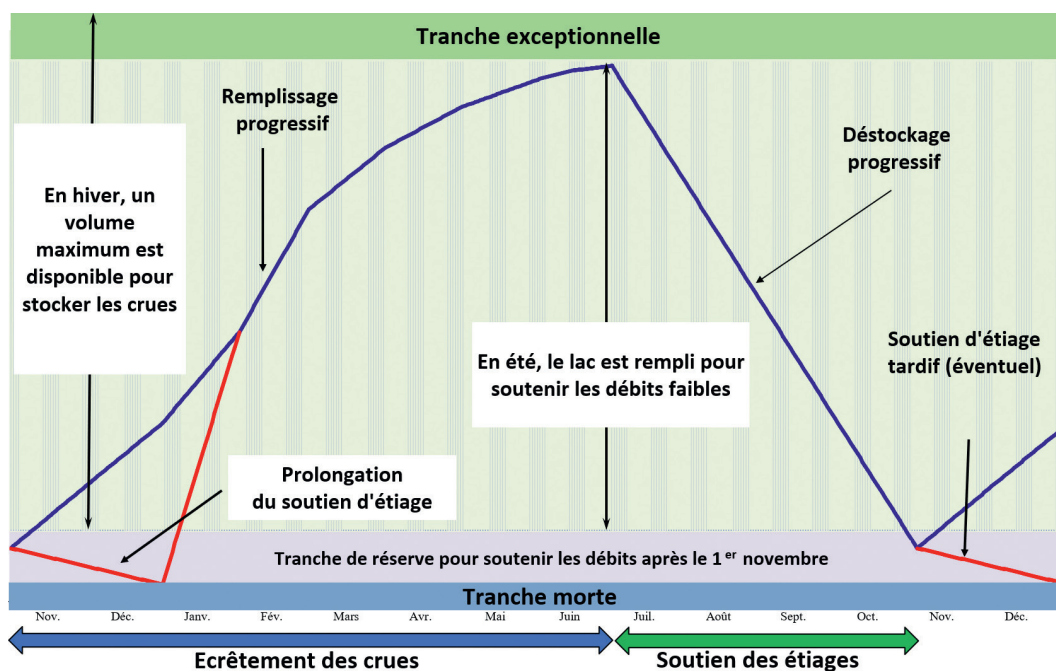 Tranche exceptionnelle
Remplissage
progressif
Déstockage
progressif
En hiver, un
volume
maximum est
disponible pour
stocker les crues
En été, le lac est rempli pour
soutenir les débits faibles
Soutien d'étiage
tardif (éventuel)
Prolongation
du soutien d'étiage
Tranche de réserve pour soutenir les débits après le 1er novembre
Tranche morte
Nov. Déc. Janv. Fév. Mars Avr. Mai Juin Juil. Août Sept. Oct. Nov. Déc.
Ecrêtement des crues Soutien des étiages